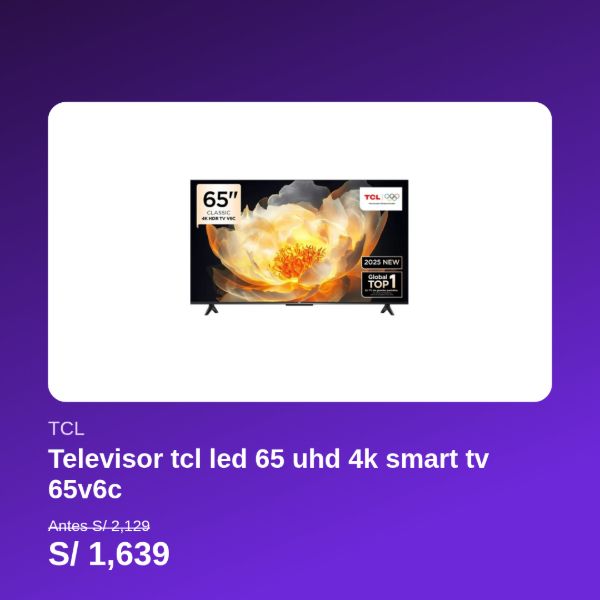 65"
CLASSIC
4K HDR TV V6C
TCL
2025 NEW
Global
TOP 1
TCL
Televisor tcl led 65 uhd 4k smart tv
65v6c
Antes S/ 2,129
S/ 1,639